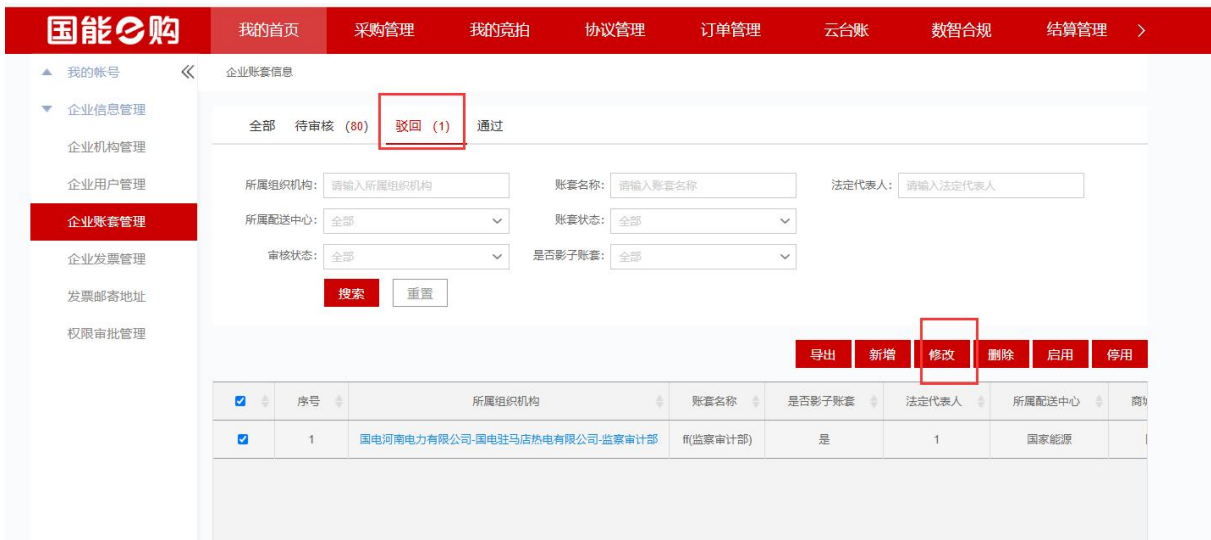 国能e购 我的首页 采购管理 我的竞拍 协议管理 订单管理 云台账 数智合规 结算管理
我的帐号 企业账套信息
企业信息管理
全部 待审核 (80) 驳回 (1) 通过
企业机构管理
企业用户管理 所属组织机构: 请输入所属组织机构 账套名称: 请输入账套名称 法定代表人: 请输入法定代表人
企业账套管理 所属配送中心: 全部 账套状态: 全部
企业发票管理 审核状态: 全部 是否影子账套: 全部
发票邮寄地址 搜索 重置
权限审批管理
导出 新增 修改 删除 启用 停用
序号 所属组织机构 账套名称 是否影子账套 法定代表人 所属配送中心 商
1 国电河南电力有限公司-国电驻马店热电有限公司-监察审计部 ff(监察审计部) 是 1 国家能源